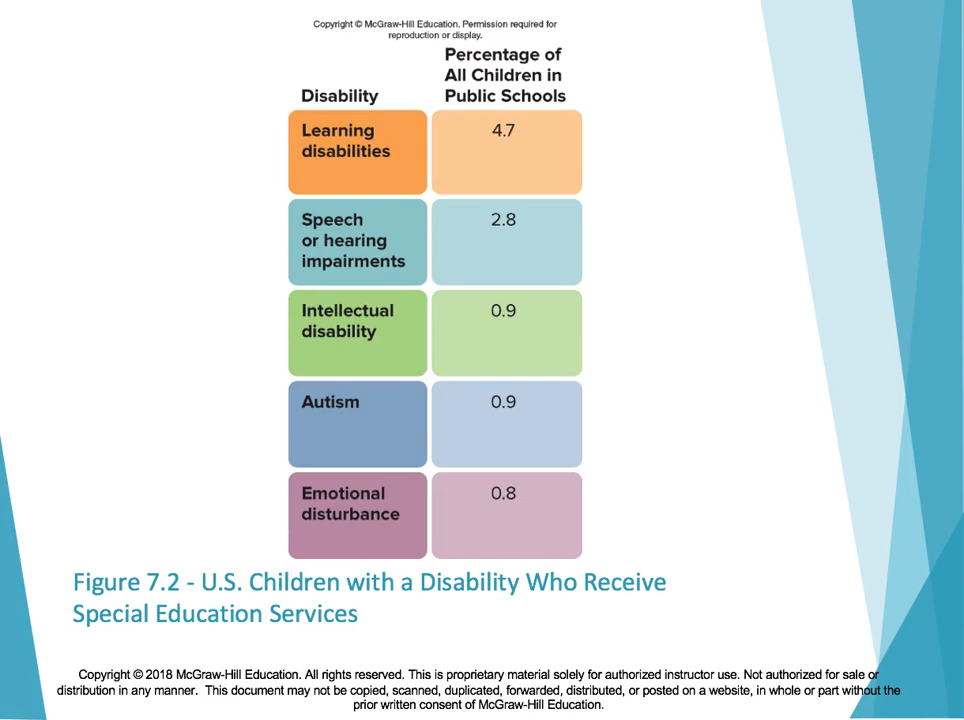 Copyright © McGraw-Hill Education. Permission required for
reproduction or display.
Disability
Percentage of
All Children in
Public Schools
Learning
disabilities
4.7
Speech
or hearing
impairments
2.8
Intellectual
disability
0.9
Autism
0.9
Emotional
disturbance
0.8
Figure 7.2 - U.S. Children with a Disability Who Receive
Special Education Services
Copyright © 2018 McGraw-Hill Education. All rights reserved. This is proprietary material solely for authorized instructor use. Not authorized for sale or
distribution in any manner.  This document may not be copied, scanned, duplicated, forwarded, distributed, or posted on a website, in whole or part without the
prior written consent of McGraw-Hill Education.